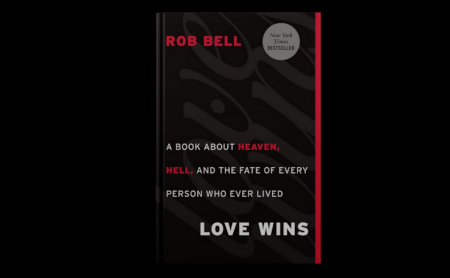 ROB BELL
New York
Times
BESTSELLER
A BOOK ABOUT HEAVEN,
HELL, AND THE FATE OF EVERY
PERSON WHO EVER LIVED
LOVE WINS